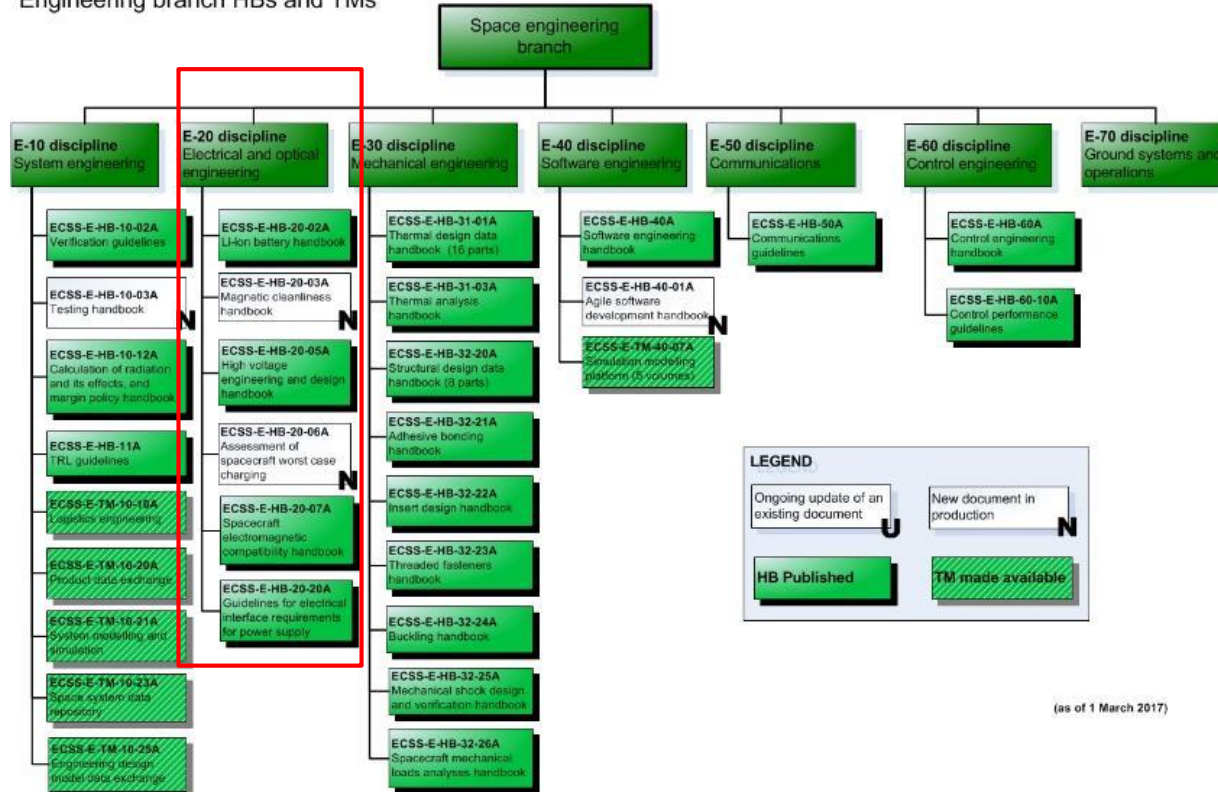 Engineering branch HBs and TMs
Space engineering
branch
E-10 discipline
System engineering
E-20 discipline
Electrical and optical
engineering
E-30 discipline
Mechanical engineering
E-40 discipline
Software engineering
E-50 discipline
Communications
E-60 discipline
Control engineering
E-70 discipline
Ground systems and
operations
ECSS-E-HB-10-02A
Verification guidelines
ECSS-E-HB-10-03A
Testing handbook
N
ECSS-E-HB-10-12A
Calculation of radiation
and its effects, and
margin policy handbook
ECSS-E-HB-11A
TRL guidelines
ECSS-E-TM-10-10A
Logistics engineering
ECSS-E-TM-10-20A
Product data exchange
ECSS-E-TM-10-21A
System modelling and
simulation
ECSS-E-TM-10-23A
Space system data
repository
ECSS-E-TM-10-25A
Engineering design
model data exchange
ECSS-E-HB-20-02A
Li-ion battery handbook
ECSS-E-HB-20-03A
Magnetic cleanliness
handbook
N
ECSS-E-HB-20-05A
High voltage
engineering and design
handbook
ECSS-E-HB-20-06A
Assessment of
spacecraft worst case
charging
N
ECSS-E-HB-20-07A
Spacecraft
electromagnetic
compatibility handbook
ECSS-E-HB-20-20A
Guidelines for electrical
interface requirements
for power supply
ECSS-E-HB-31-01A
Thermal design data
handbook (16 parts)
ECSS-E-HB-31-03A
Thermal analysis
handbook
ECSS-E-HB-32-20A
Structural design data
handbook (8 parts)
ECSS-E-HB-32-21A
Adhesive bonding
handbook
ECSS-E-HB-32-22A
Insert design handbook
ECSS-E-HB-32-23A
Threaded fasteners
handbook
ECSS-E-HB-32-24A
Buckling handbook
ECSS-E-HB-32-25A
Mechanical shock design
and verification handbook
ECSS-E-HB-32-26A
Spacecraft mechanical
loads analyses handbook
ECSS-E-HB-40A
Software engineering
handbook
ECSS-E-HB-40-01A
Agile software
development handbook
N
ECSS-E-TM-40-07A
Simulation modelling
platform (5 volumes)
ECSS-E-HB-50A
Communications
guidelines
ECSS-E-HB-60A
Control engineering
handbook
ECSS-E-HB-60-10A
Control performance
guidelines
LEGEND
Ongoing update of an
existing document
U
New document in
production
N
HB Published
TM made available
(as of 1 March 2017)